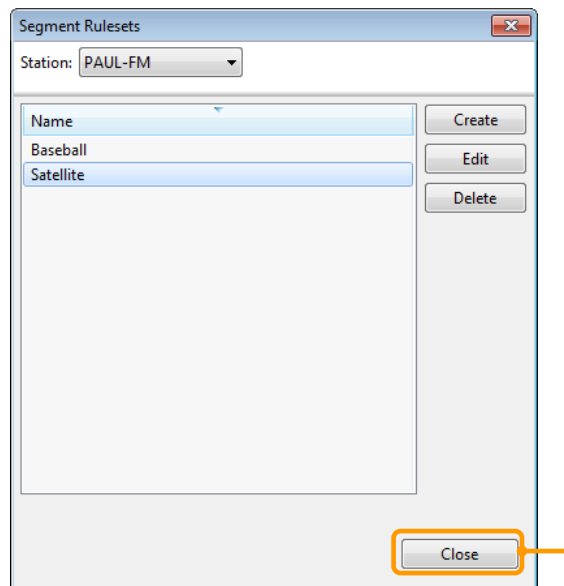 Segment Rulesets
Station: PAUL-FM
Name
Create
Baseball
Edit
Satellite
Delete
Close